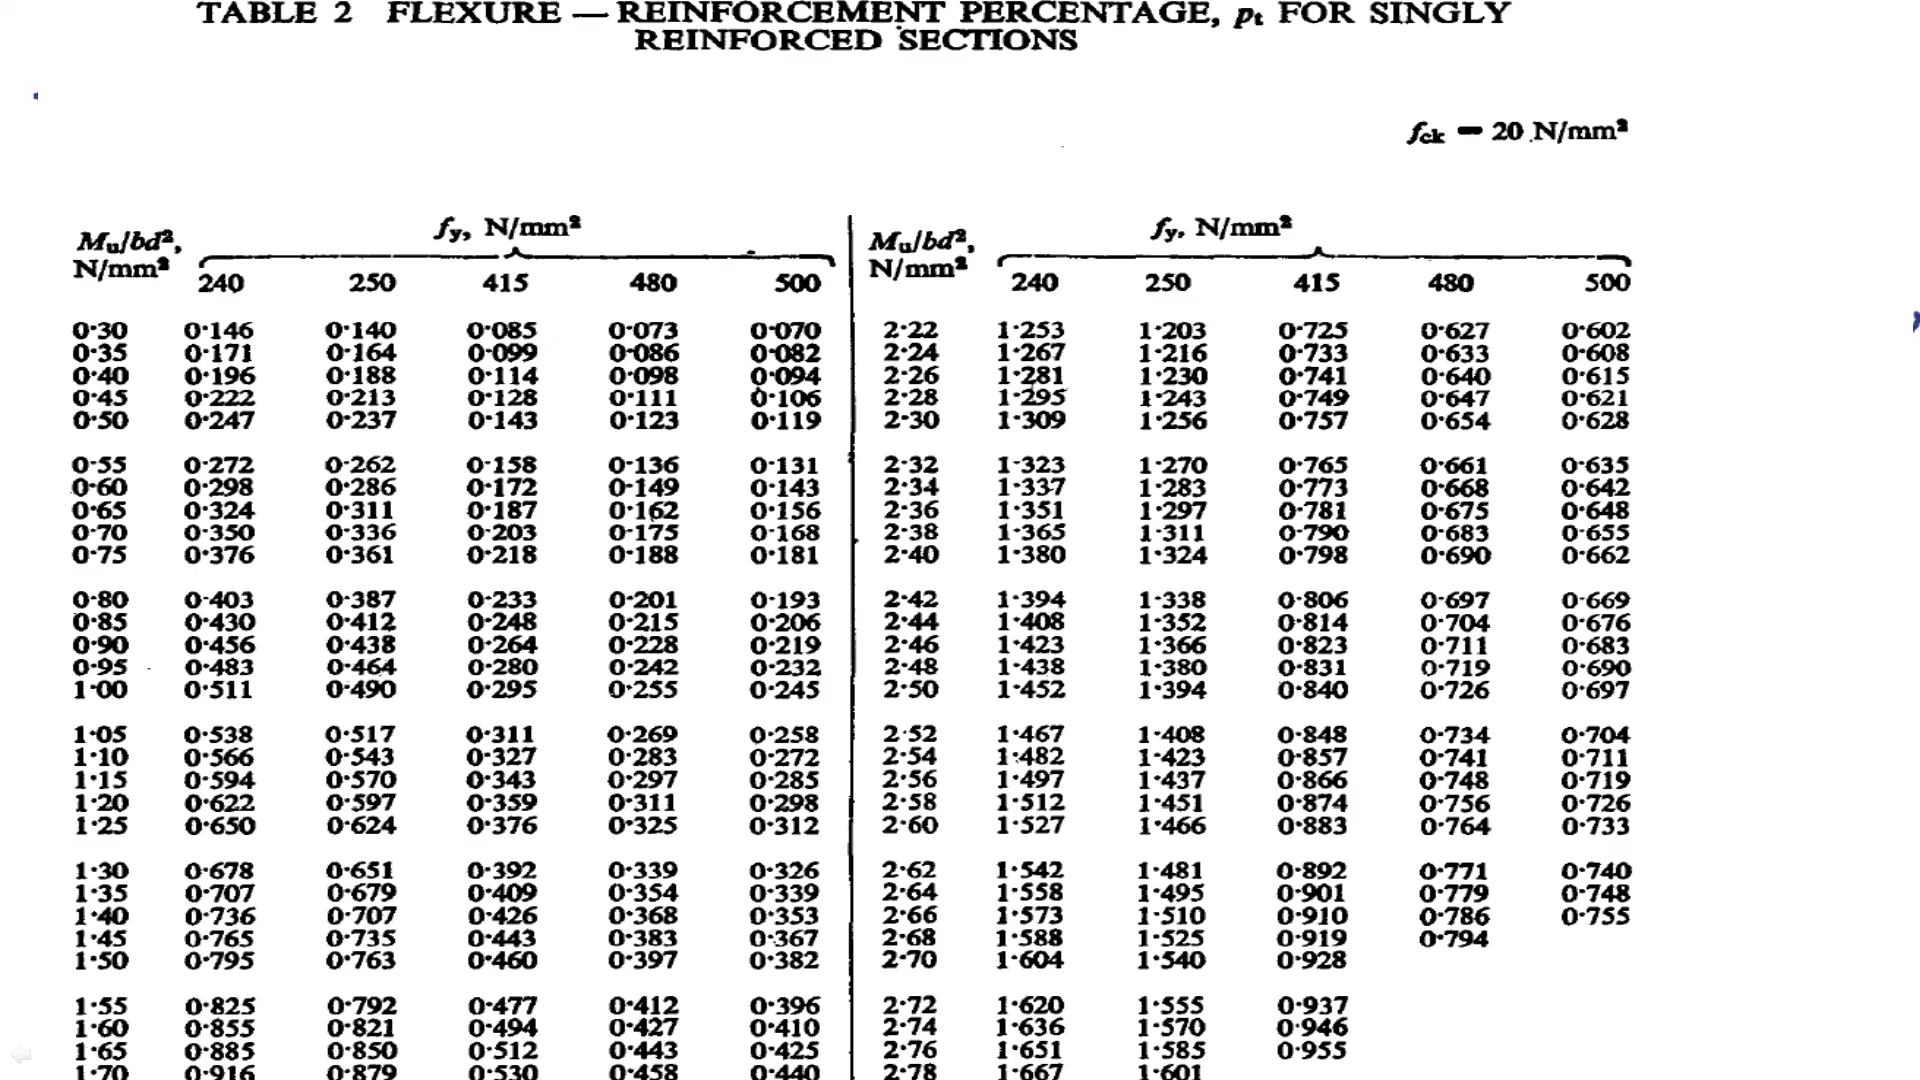 TABLE 2 FLEXURE — REINFORCEMENT PERCENTAGE, pt FOR SINGLY
REINFORCED SECTIONS
fck = 20 N/mm²
Mu/bd², N/mm² fy, N/mm² Mu/bd², N/mm² fy, N/mm²
240 250 415 480 500 240 250 415 480 500
0·30 0·146 0·140 0·085 0·073 0·070 2·22 1·253 1·203 0·725 0·627 0·602
0·35 0·171 0·164 0·099 0·086 0·082 2·24 1·267 1·216 0·733 0·633 0·608
0·40 0·196 0·188 0·114 0·098 0·094 2·26 1·281 1·230 0·741 0·640 0·615
0·45 0·222 0·213 0·128 0·111 0·106 2·28 1·295 1·243 0·749 0·647 0·621
0·50 0·247 0·237 0·143 0·123 0·119 2·30 1·309 1·256 0·757 0·654 0·628
0·55 0·272 0·262 0·158 0·136 0·131 2·32 1·323 1·270 0·765 0·661 0·635
0·60 0·298 0·286 0·172 0·149 0·143 2·34 1·337 1·283 0·773 0·668 0·642
0·65 0·324 0·311 0·187 0·162 0·156 2·36 1·351 1·297 0·781 0·675 0·648
0·70 0·350 0·336 0·203 0·175 0·168 2·38 1·365 1·311 0·790 0·683 0·655
0·75 0·376 0·361 0·218 0·188 0·181 2·40 1·380 1·324 0·798 0·690 0·662
0·80 0·403 0·387 0·233 0·201 0·193 2·42 1·394 1·338 0·806 0·697 0·669
0·85 0·430 0·412 0·248 0·215 0·206 2·44 1·408 1·352 0·814 0·704 0·676
0·90 0·456 0·438 0·264 0·228 0·219 2·46 1·423 1·366 0·823 0·711 0·683
0·95 0·483 0·464 0·280 0·242 0·232 2·48 1·438 1·380 0·831 0·719 0·690
1·00 0·511 0·490 0·295 0·255 0·245 2·50 1·452 1·394 0·840 0·726 0·697
1·05 0·538 0·517 0·311 0·269 0·258 2·52 1·467 1·408 0·848 0·734 0·704
1·10 0·566 0·543 0·327 0·283 0·272 2·54 1·482 1·423 0·857 0·741 0·711
1·15 0·594 0·570 0·343 0·297 0·285 2·56 1·497 1·437 0·866 0·748 0·719
1·20 0·622 0·597 0·359 0·311 0·298 2·58 1·512 1·451 0·874 0·756 0·726
1·25 0·650 0·624 0·376 0·325 0·312 2·60 1·527 1·466 0·883 0·764 0·733
1·30 0·678 0·651 0·392 0·339 0·326 2·62 1·542 1·481 0·892 0·771 0·740
1·35 0·707 0·679 0·409 0·354 0·339 2·64 1·558 1·495 0·901 0·779 0·748
1·40 0·736 0·707 0·426 0·368 0·353 2·66 1·573 1·510 0·910 0·786 0·755
1·45 0·765 0·735 0·443 0·383 0·367 2·68 1·588 1·525 0·919 0·794
1·50 0·795 0·763 0·460 0·397 0·382 2·70 1·604 1·540 0·928
1·55 0·825 0·792 0·477 0·412 0·396 2·72 1·620 1·555 0·937
1·60 0·855 0·821 0·494 0·427 0·410 2·74 1·636 1·570 0·946
1·65 0·885 0·850 0·512 0·443 0·425 2·76 1·651 1·585 0·955
1·70 0·916 0·879 0·530 0·458 0·440 2·78 1·667 1·601